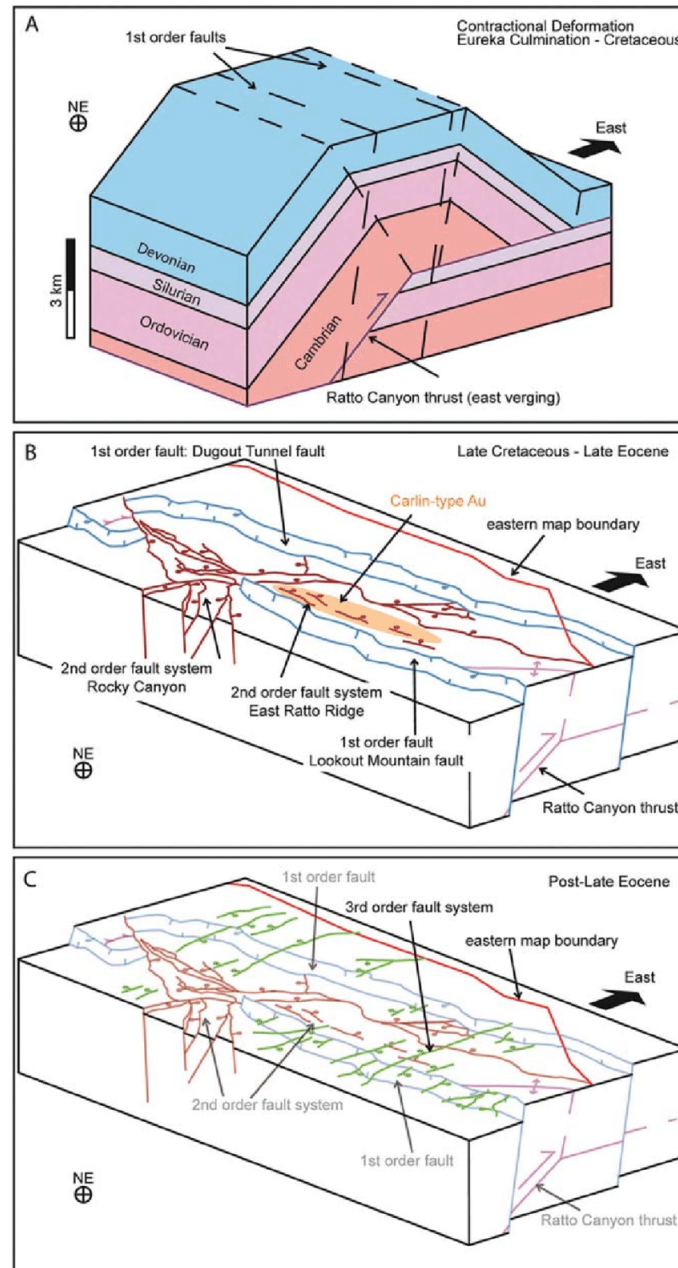 A
Contractional Deformation
Eureka Culmination - Cretaceous
1st order faults
NE
East
Devonian
Silurian
Ordovician
Cambrian
3 km
Ratto Canyon thrust (east verging)
B
1st order fault: Dugout Tunnel fault
Late Cretaceous - Late Eocene
Carlin-type Au
eastern map boundary
East
2nd order fault system
Rocky Canyon
2nd order fault system
East Ratto Ridge
1st order fault
Lookout Mountain fault
NE
Ratto Canyon thrust
C
Post-Late Eocene
1st order fault
3rd order fault system
eastern map boundary
East
2nd order fault system
1st order fault
NE
Ratto Canyon thrust